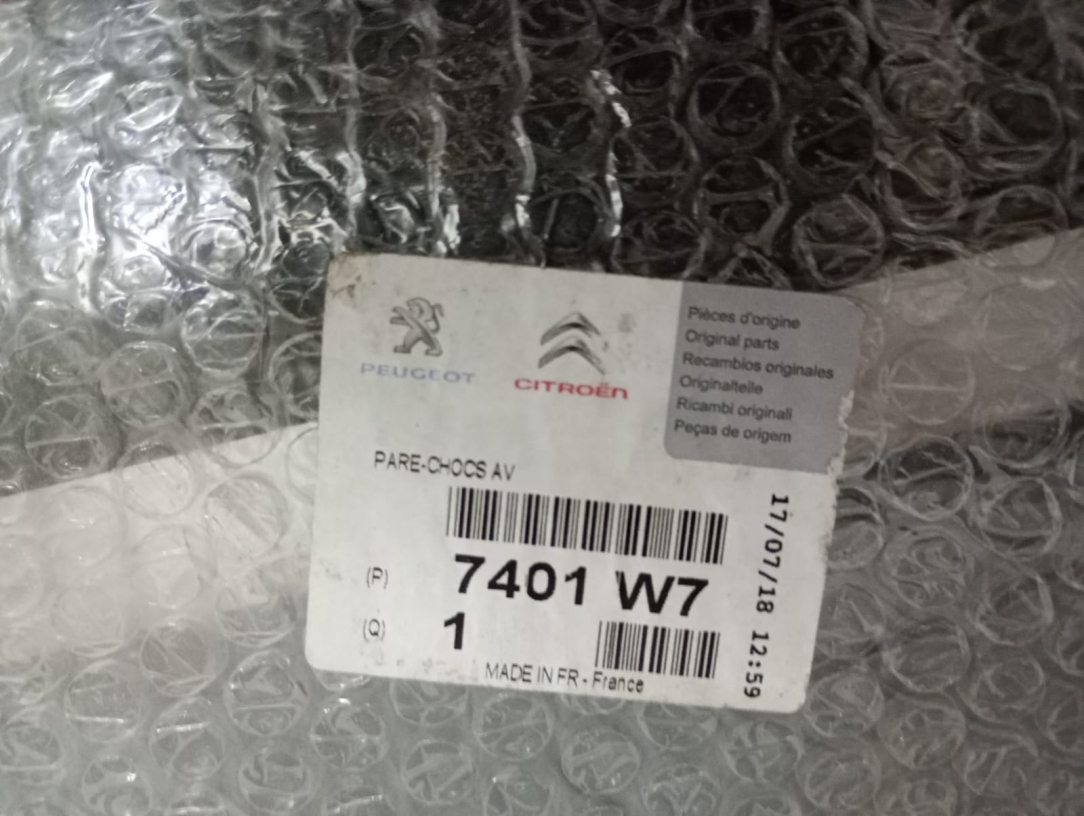 PEUGEOT
CITROËN
Pièces d'origine
Original parts
Recambios originales
Originalteile
Ricambi originali
Peças de origem
PARE-CHOCS AV
(P) 7401 W7
(Q) 1
MADE IN FR - France
17/07/18 12:59